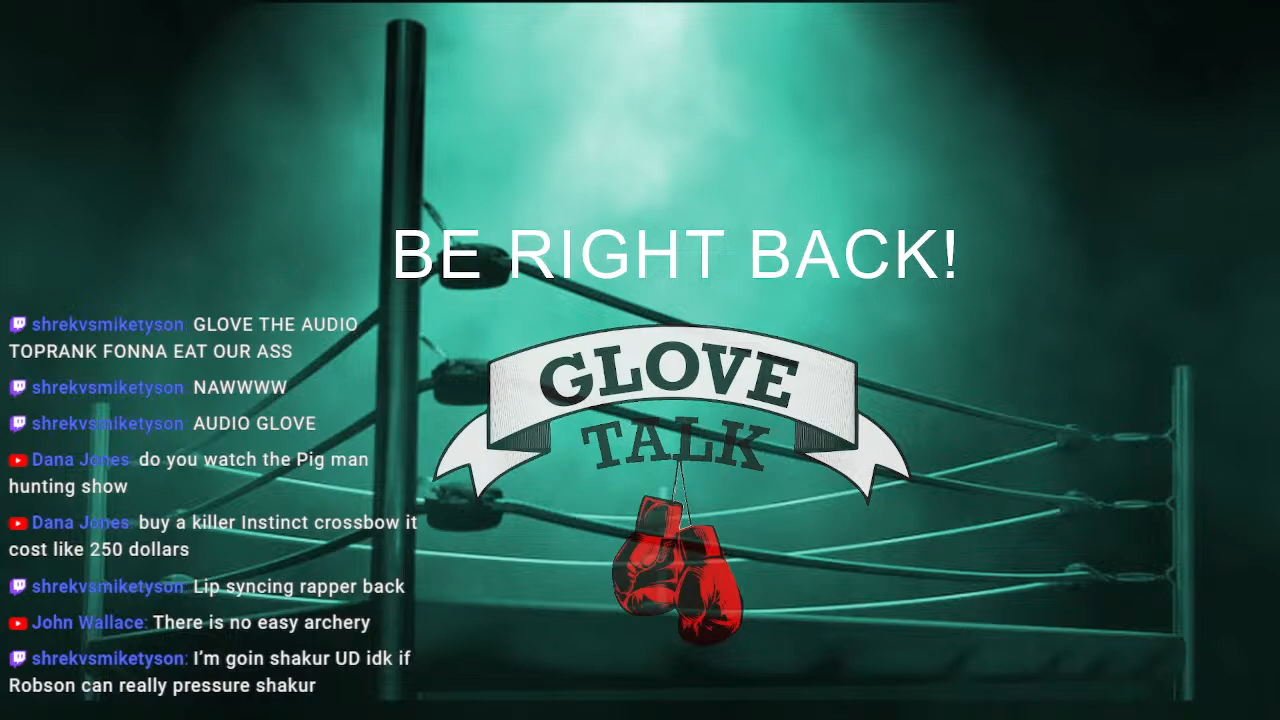 BE RIGHT BACK!
GLOVE
TALK
shrekvsmiketyson: GLOVE THE AUDIO
TOPRANK FONNA EAT OUR ASS
shrekvsmiketyson: NAWWWW
shrekvsmiketyson: AUDIO GLOVE
Dana Jones: do you watch the Pig man
hunting show
Dana Jones: buy a killer Instinct crossbow it
cost like 250 dollars
shrekvsmiketyson: Lip syncing rapper back
John Wallace: There is no easy archery
shrekvsmiketyson: I'm goin shakur UD idk if
Robson can really pressure shakur